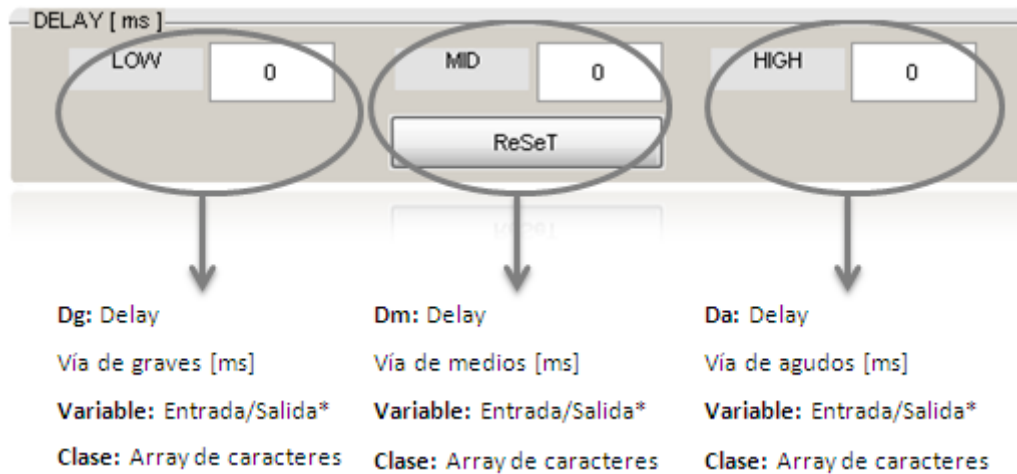 DELAY [ ms ]
LOW 0 MID 0 HIGH 0
ReSeT
Dg: Delay
Vía de graves [ms]
Variable: Entrada/Salida*
Clase: Array de caracteres
Dm: Delay
Vía de medios [ms]
Variable: Entrada/Salida*
Clase: Array de caracteres
Da: Delay
Vía de agudos [ms]
Variable: Entrada/Salida*
Clase: Array de caracteres